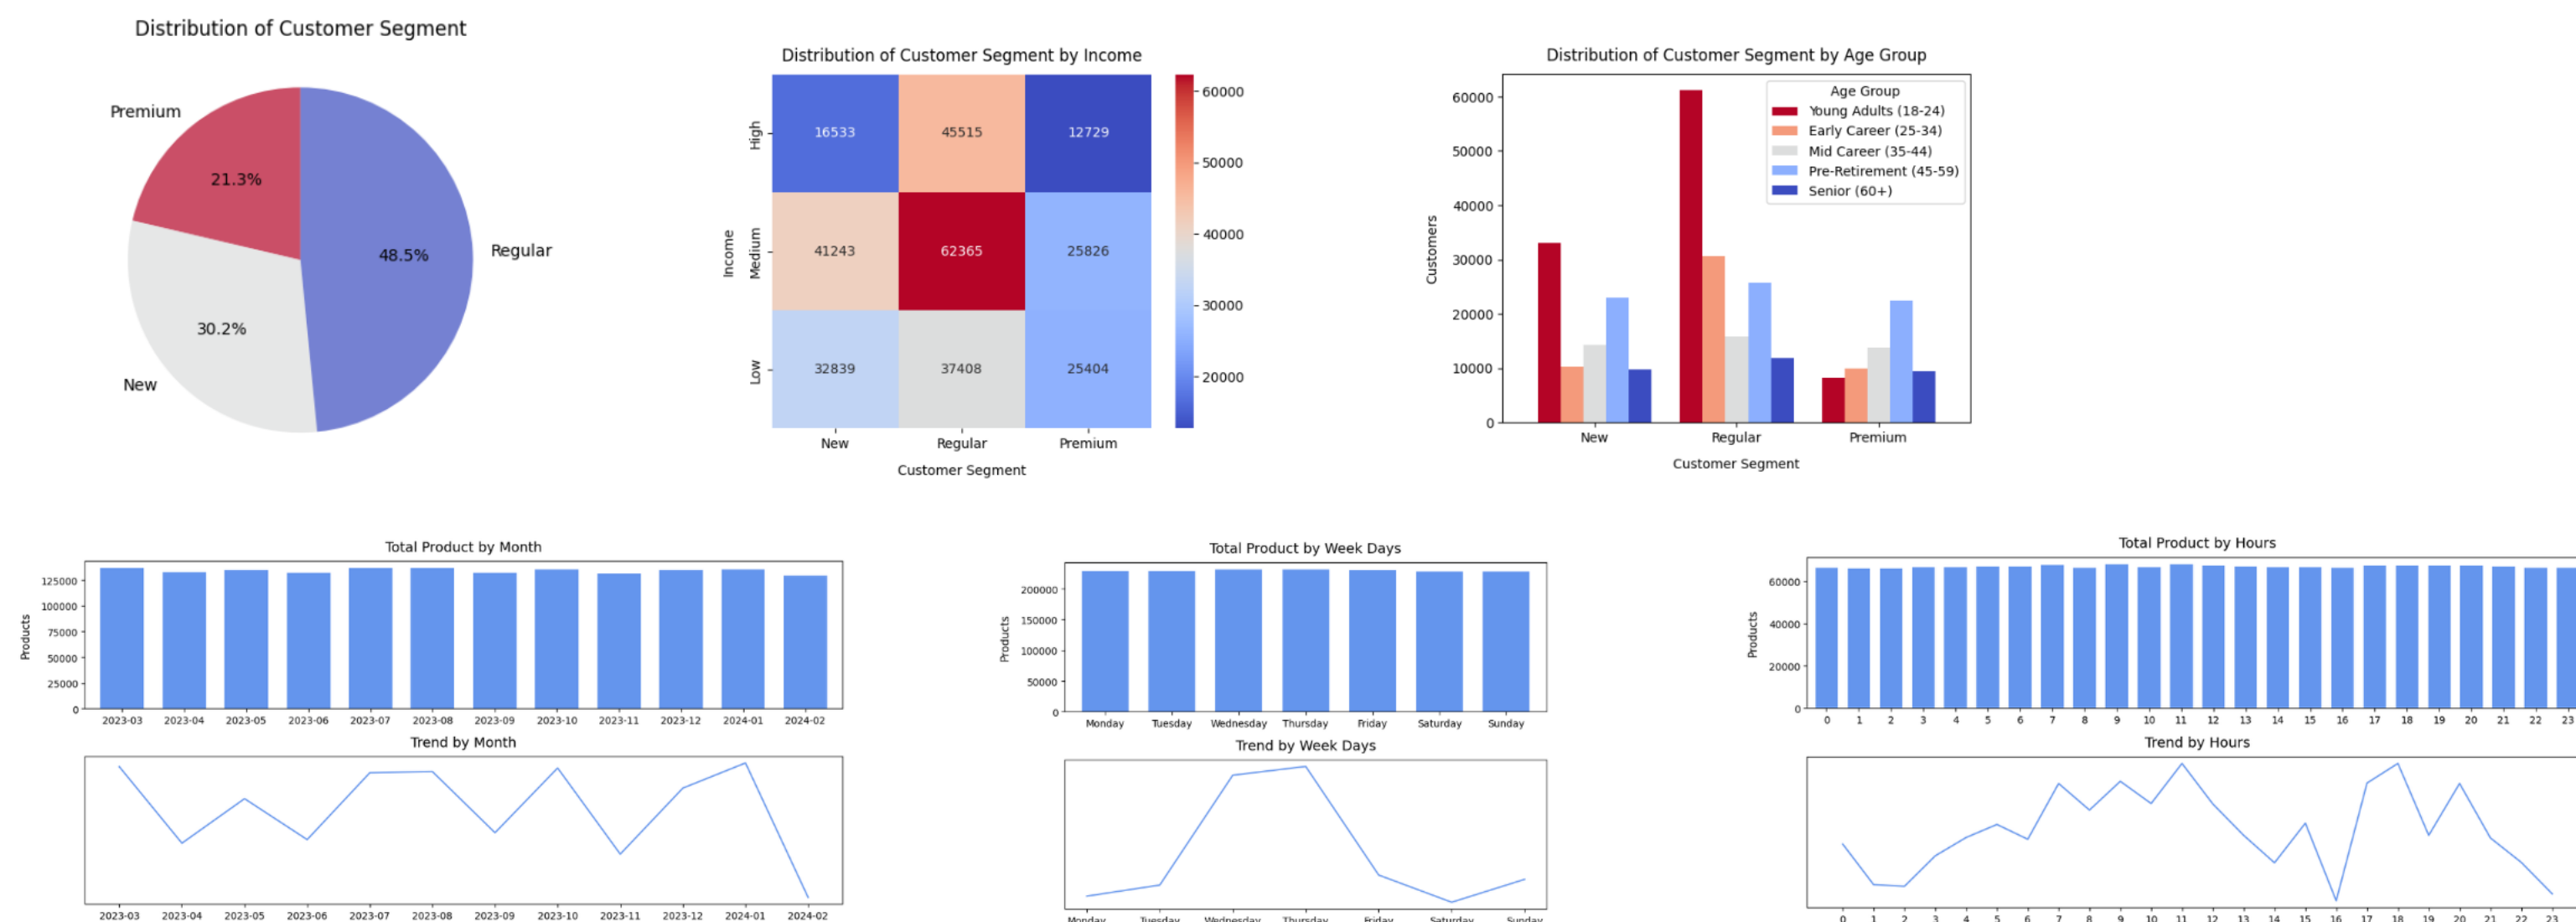 Distribution of Customer Segment
Premium
21.3%
48.5%
Regular
30.2%
New
Distribution of Customer Segment by Income
Income
High
Medium
Low
16533 45515 12729
41243 62365 25826
32839 37408 25404
New Regular Premium
Customer Segment
60000
50000
40000
30000
20000
Distribution of Customer Segment by Age Group
Customers
60000
50000
40000
30000
20000
10000
0
Age Group
Young Adults (18-24)
Early Career (25-34)
Mid Career (35-44)
Pre-Retirement (45-59)
Senior (60+)
New Regular Premium
Customer Segment
Total Product by Month
Products
125000
100000
75000
50000
25000
0
2023-03 2023-04 2023-05 2023-06 2023-07 2023-08 2023-09 2023-10 2023-11 2023-12 2024-01 2024-02
Trend by Month
2023-03 2023-04 2023-05 2023-06 2023-07 2023-08 2023-09 2023-10 2023-11 2023-12 2024-01 2024-02
Total Product by Week Days
Products
200000
150000
100000
50000
0
Monday Tuesday Wednesday Thursday Friday Saturday Sunday
Trend by Week Days
Monday Tuesday Wednesday Thursday Friday Saturday Sunday
Total Product by Hours
Products
60000
40000
20000
0
0 1 2 3 4 5 6 7 8 9 10 11 12 13 14 15 16 17 18 19 20 21 22 23
Trend by Hours
0 1 2 3 4 5 6 7 8 9 10 11 12 13 14 15 16 17 18 19 20 21 22 23